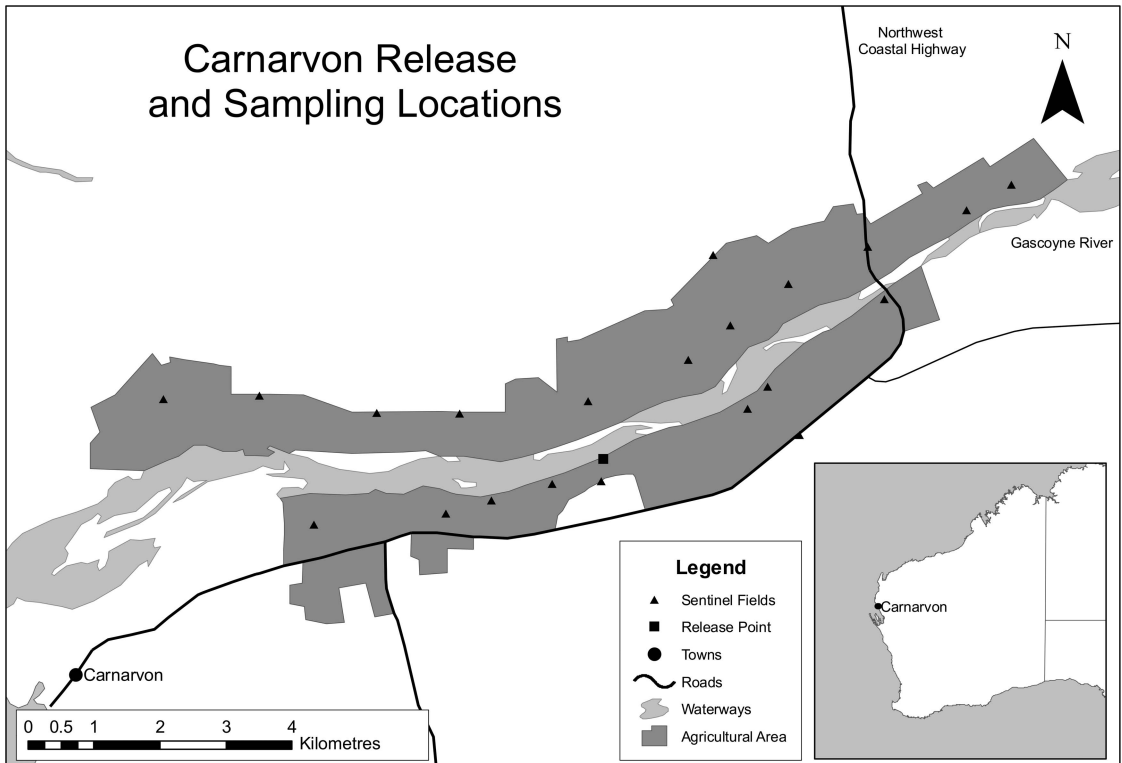 Carnarvon Release
and Sampling Locations
Northwest
Coastal Highway
N
Gascoyne River
Carnarvon
0 0.5 1 2 3 4
Kilometres
Legend
Sentinel Fields
Release Point
Towns
Roads
Waterways
Agricultural Area
Carnarvon